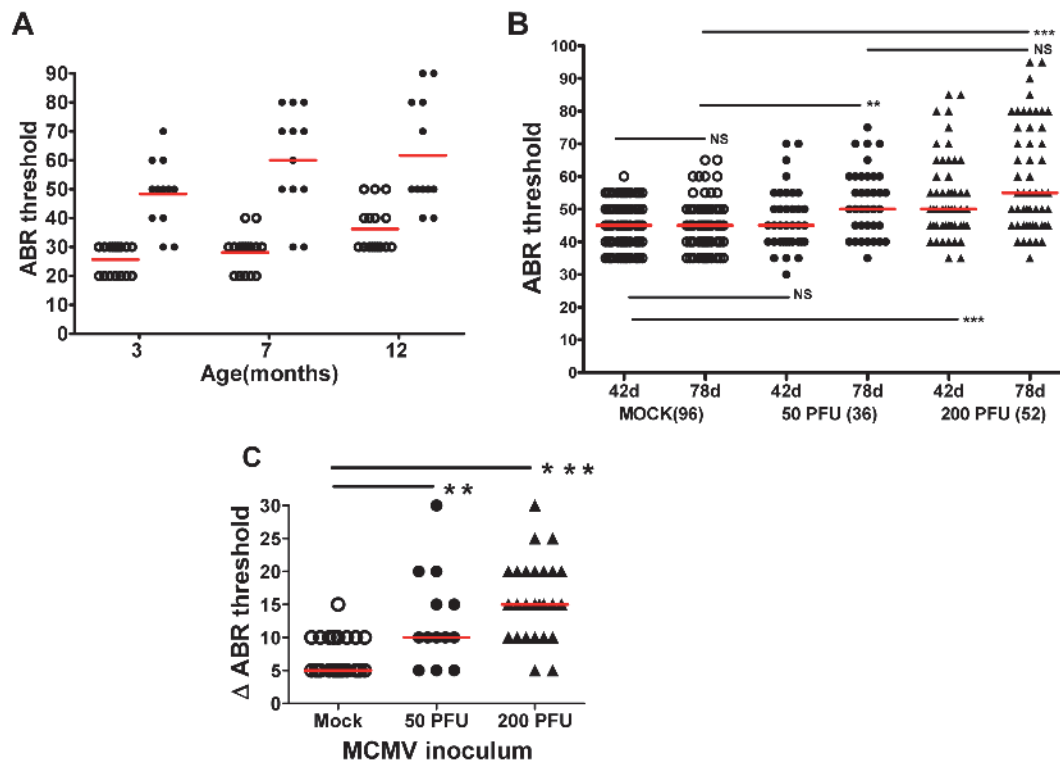 A
ABR threshold
90
80
70
60
50
40
30
20
10
0
3 7 12
Age(months)
B
ABR threshold
100
90
80
70
60
50
40
30
20
10
0
***
NS
**
NS
NS
***
42d 78d 42d 78d 42d 78d
MOCK(96) 50 PFU (36) 200 PFU (52)
C
Δ ABR threshold
***
**
30
25
20
15
10
5
0
Mock 50 PFU 200 PFU
MCMV inoculum